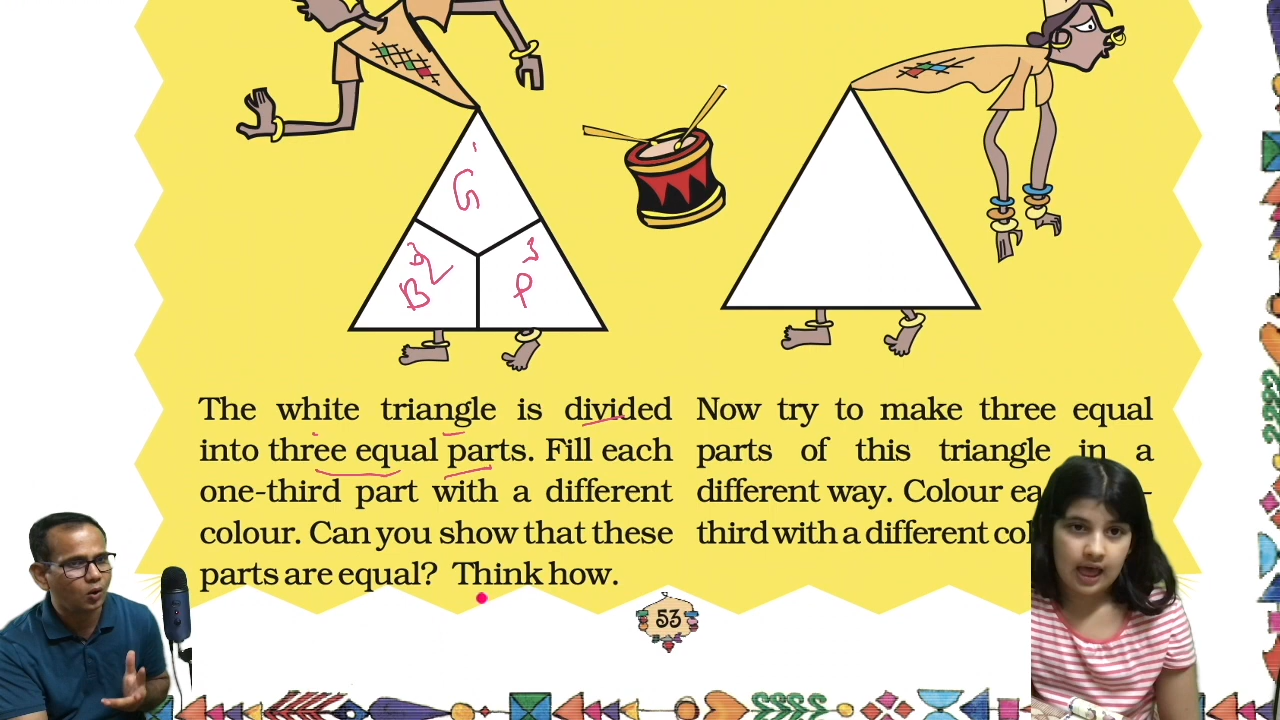 G
B 2
P 3
The white triangle is divided
into three equal parts. Fill each
one-third part with a different
colour. Can you show that these
parts are equal? Think how.
Now try to make three equal
parts of this triangle in a
different way. Colour
third with a different
53